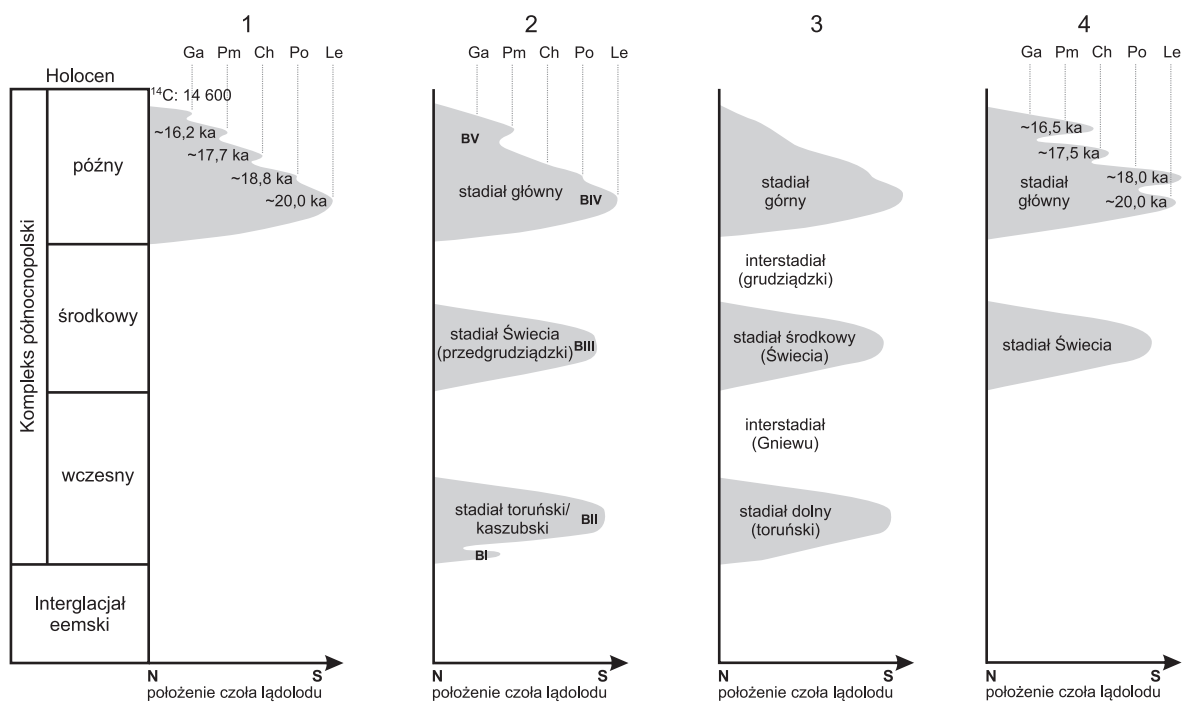 1
Ga Pm Ch Po Le
Holocen
14C: 14 600
~16,2 ka
~17,7 ka
~18,8 ka
~20,0 ka
Kompleks północnopolski
późny
środkowy
wczesny
Interglacjał
eemski
N S
położenie czoła lądolodu
2
Ga Pm Ch Po Le
BV
stadiał główny
BIV
stadiał Świecia
(przedgrudziądzki) BIII
stadiał toruński/
kaszubski
BII
BI
N S
położenie czoła lądolodu
3
stadiał
górny
interstadiał
(grudziądzki)
stadiał środkowy
(Świecia)
interstadiał
(Gniewu)
stadiał dolny
(toruński)
N S
położenie czoła lądolodu
4
Ga Pm Ch Po Le
~16,5 ka
~17,5 ka
~18,0 ka
~20,0 ka
stadiał
główny
stadiał Świecia
N S
położenie czoła lądolodu